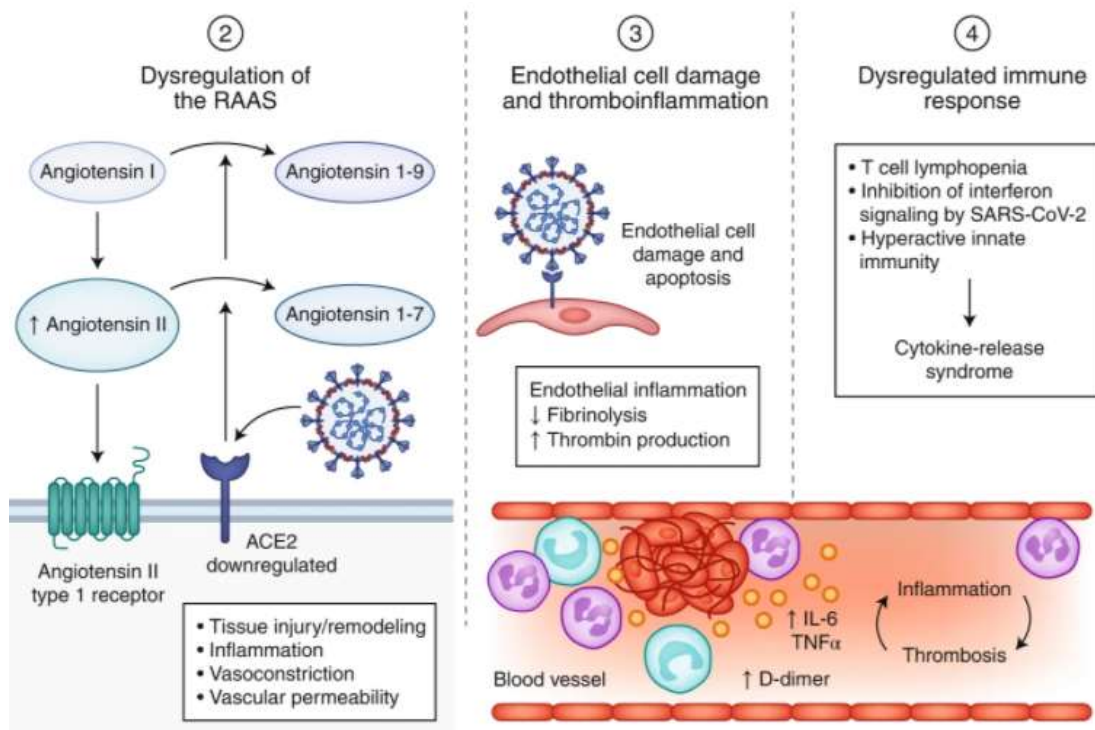 2
Dysregulation of
the RAAS
Angiotensin I
Angiotensin 1-9
↑ Angiotensin II
Angiotensin 1-7
ACE2
downregulated
Angiotensin II
type 1 receptor
• Tissue injury/remodeling
• Inflammation
• Vasoconstriction
• Vascular permeability
3
Endothelial cell damage
and thromboinflammation
Endothelial cell
damage and
apoptosis
Endothelial inflammation
↓ Fibrinolysis
↑ Thrombin production
4
Dysregulated immune
response
• T cell lymphopenia
• Inhibition of interferon
signaling by SARS-CoV-2
• Hyperactive innate
immunity
Cytokine-release
syndrome
Blood vessel
↑ IL-6
TNFα
↑ D-dimer
Inflammation
Thrombosis